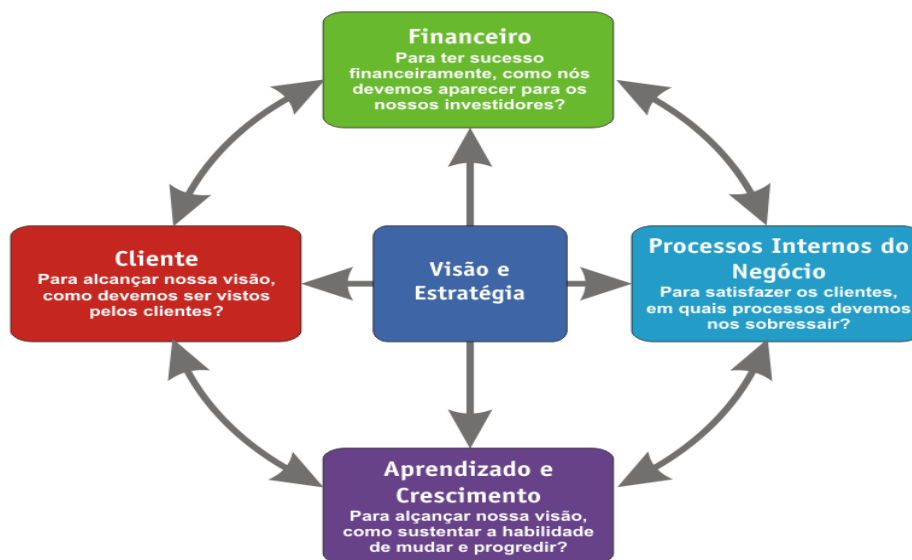 Financeiro
Para ter sucesso
financeiramente, como nós
devemos aparecer para os
nossos investidores?
Cliente
Para alcançar nossa visão,
como devemos ser vistos
pelos clientes?
Visão e
Estratégia
Processos Internos do
Negócio
Para satisfazer os clientes,
em quais processos devemos
nos sobressair?
Aprendizado e
Crescimento
Para alçançar nossa visão,
como sustentar a habilidade
de mudar e progredir?